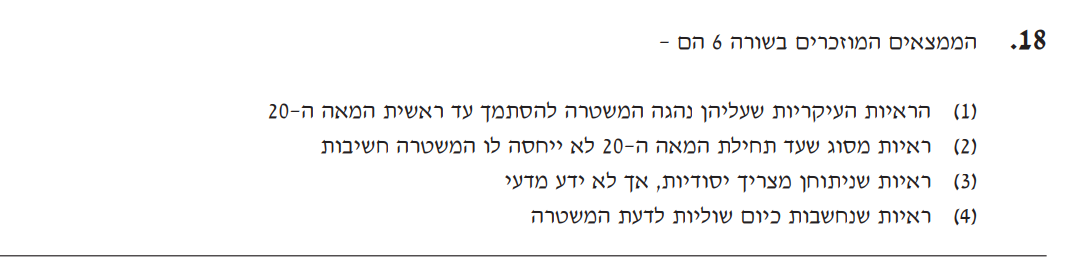 18. הממצאים המוזכרים בשורה 6 הם -
(1) הראיות העיקריות שעליהן נהגה המשטרה להסתמך עד ראשית המאה ה-20
(2) ראיות מסוג שעד תחילת המאה ה-20 לא ייחסה לו המשטרה חשיבות
(3) ראיות שניתוחן מצריך יסודיות, אך לא ידע מדעי
(4) ראיות שנחשבות כיום שוליות לדעת המשטרה